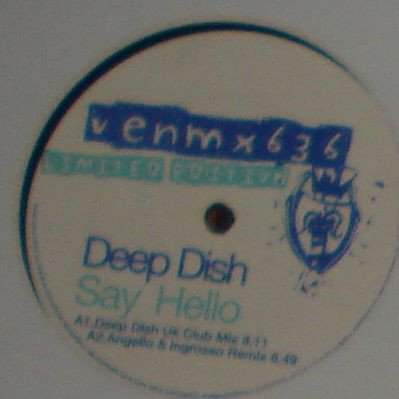 venmx636
LIMITED EDITION
Deep Dish
Say Hello
A1.Deep Dish Uk Club Mix 8.11
A2.Angello & Ingrosso Remix 8.49